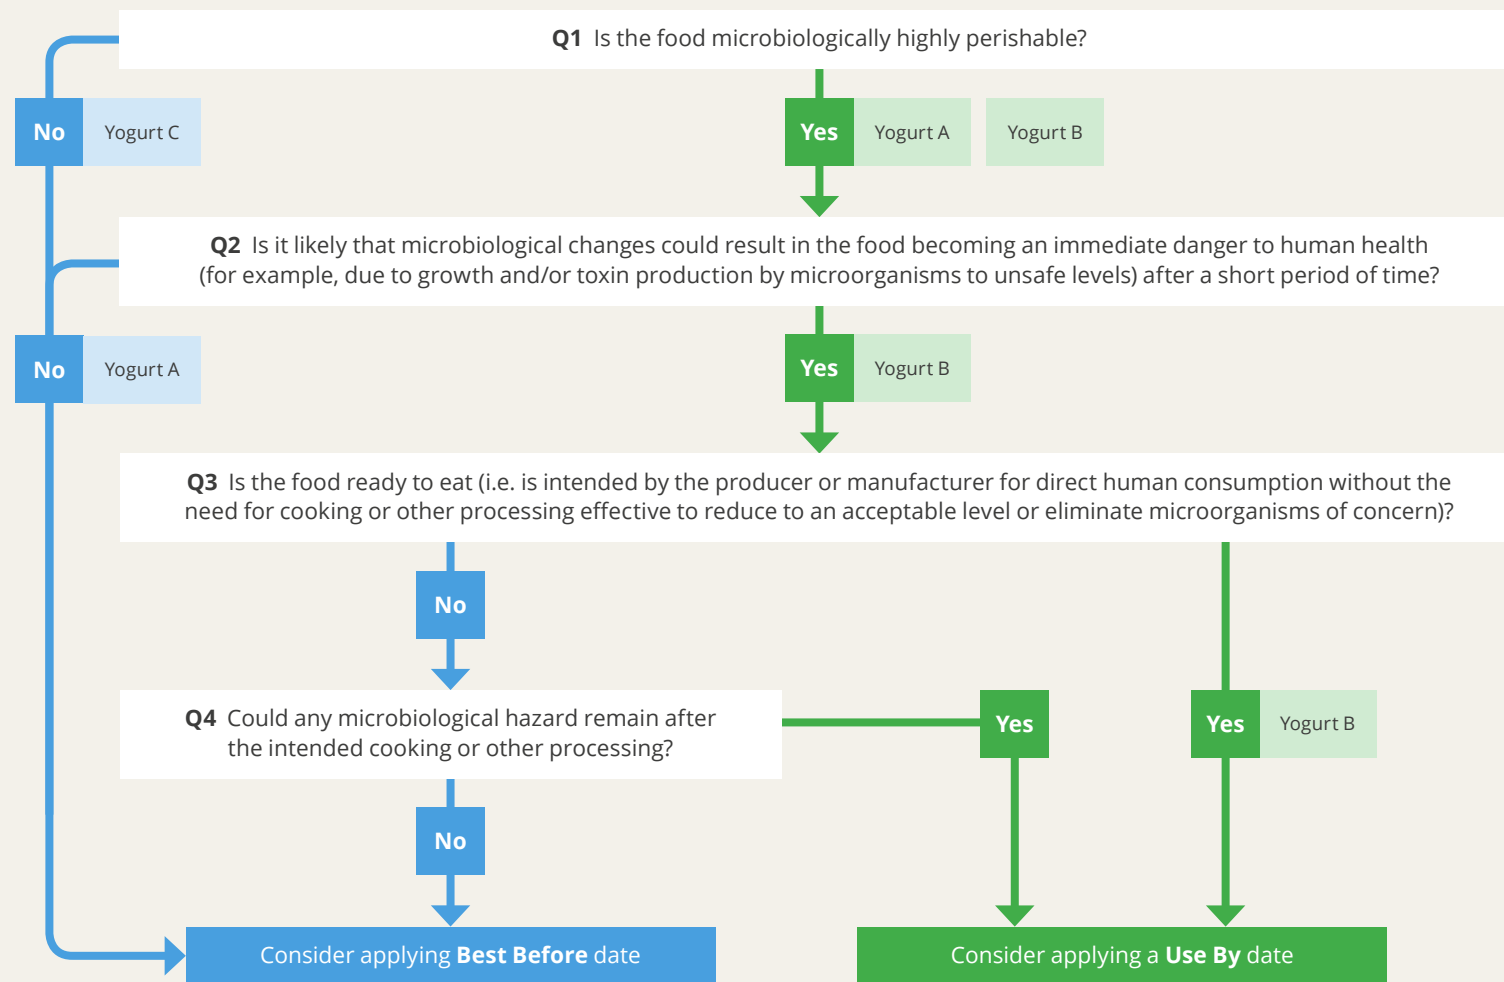 Q1 Is the food microbiologically highly perishable?
No
Yogurt C
Yes
Yogurt A
Yogurt B
Q2 Is it likely that microbiological changes could result in the food becoming an immediate danger to human health
(for example, due to growth and/or toxin production by microorganisms to unsafe levels) after a short period of time?
No
Yogurt A
Yes
Yogurt B
Q3 Is the food ready to eat (i.e. is intended by the producer or manufacturer for direct human consumption without the
need for cooking or other processing effective to reduce to an acceptable level or eliminate microorganisms of concern)?
No
Q4 Could any microbiological hazard remain after
the intended cooking or other processing?
Yes
Yes
Yogurt B
No
Consider applying Best Before date
Consider applying a Use By date